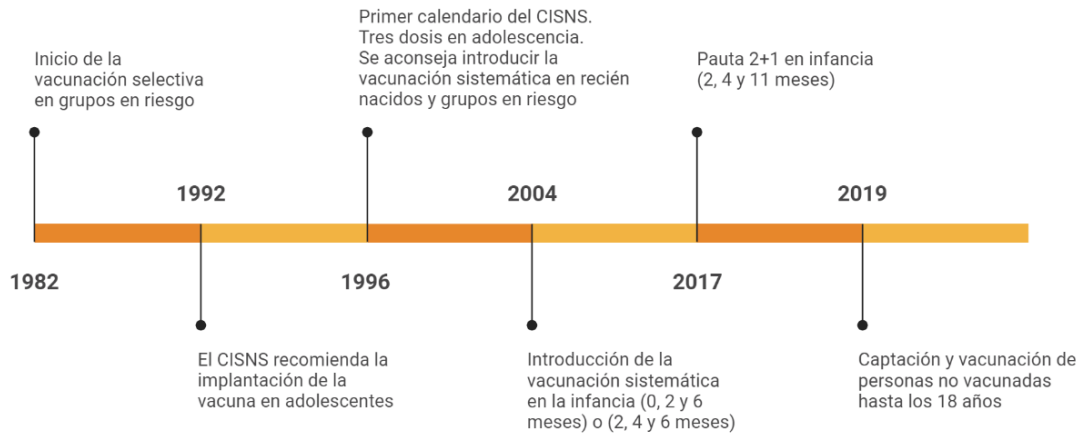 Inicio de la
vacunación selectiva
en grupos en riesgo
Primer calendario del CISNS.
Tres dosis en adolescencia.
Se aconseja introducir la
vacunación sistemática en recién
nacidos y grupos en riesgo
Pauta 2+1 en infancia
(2, 4 y 11 meses)
1992
2004
2019
1982
1996
2017
El CISNS recomienda la
implantación de la
vacuna en adolescentes
Introducción de la
vacunación sistemática
en la infancia (0, 2 y 6
meses) o (2, 4 y 6 meses)
Captación y vacunación de
personas no vacunadas
hasta los 18 años